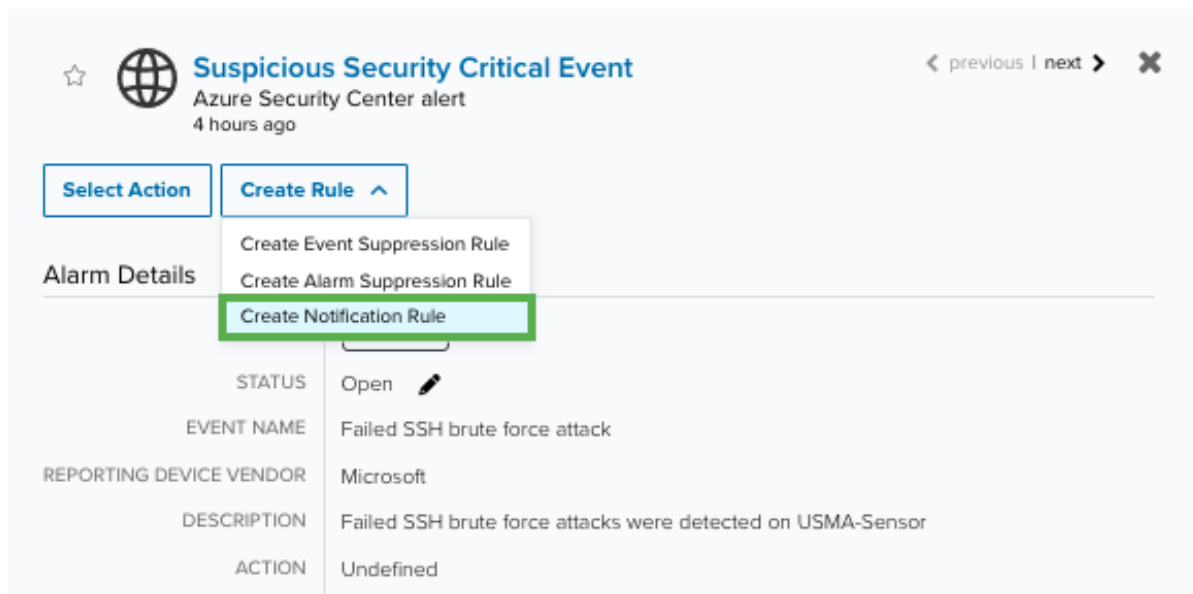 Suspicious Security Critical Event
Azure Security Center alert
4 hours ago
previous | next
Select Action
Create Rule
Create Event Suppression Rule
Create Alarm Suppression Rule
Create Notification Rule
Alarm Details
STATUS Open
EVENT NAME Failed SSH brute force attack
REPORTING DEVICE VENDOR Microsoft
DESCRIPTION Failed SSH brute force attacks were detected on USMA-Sensor
ACTION Undefined